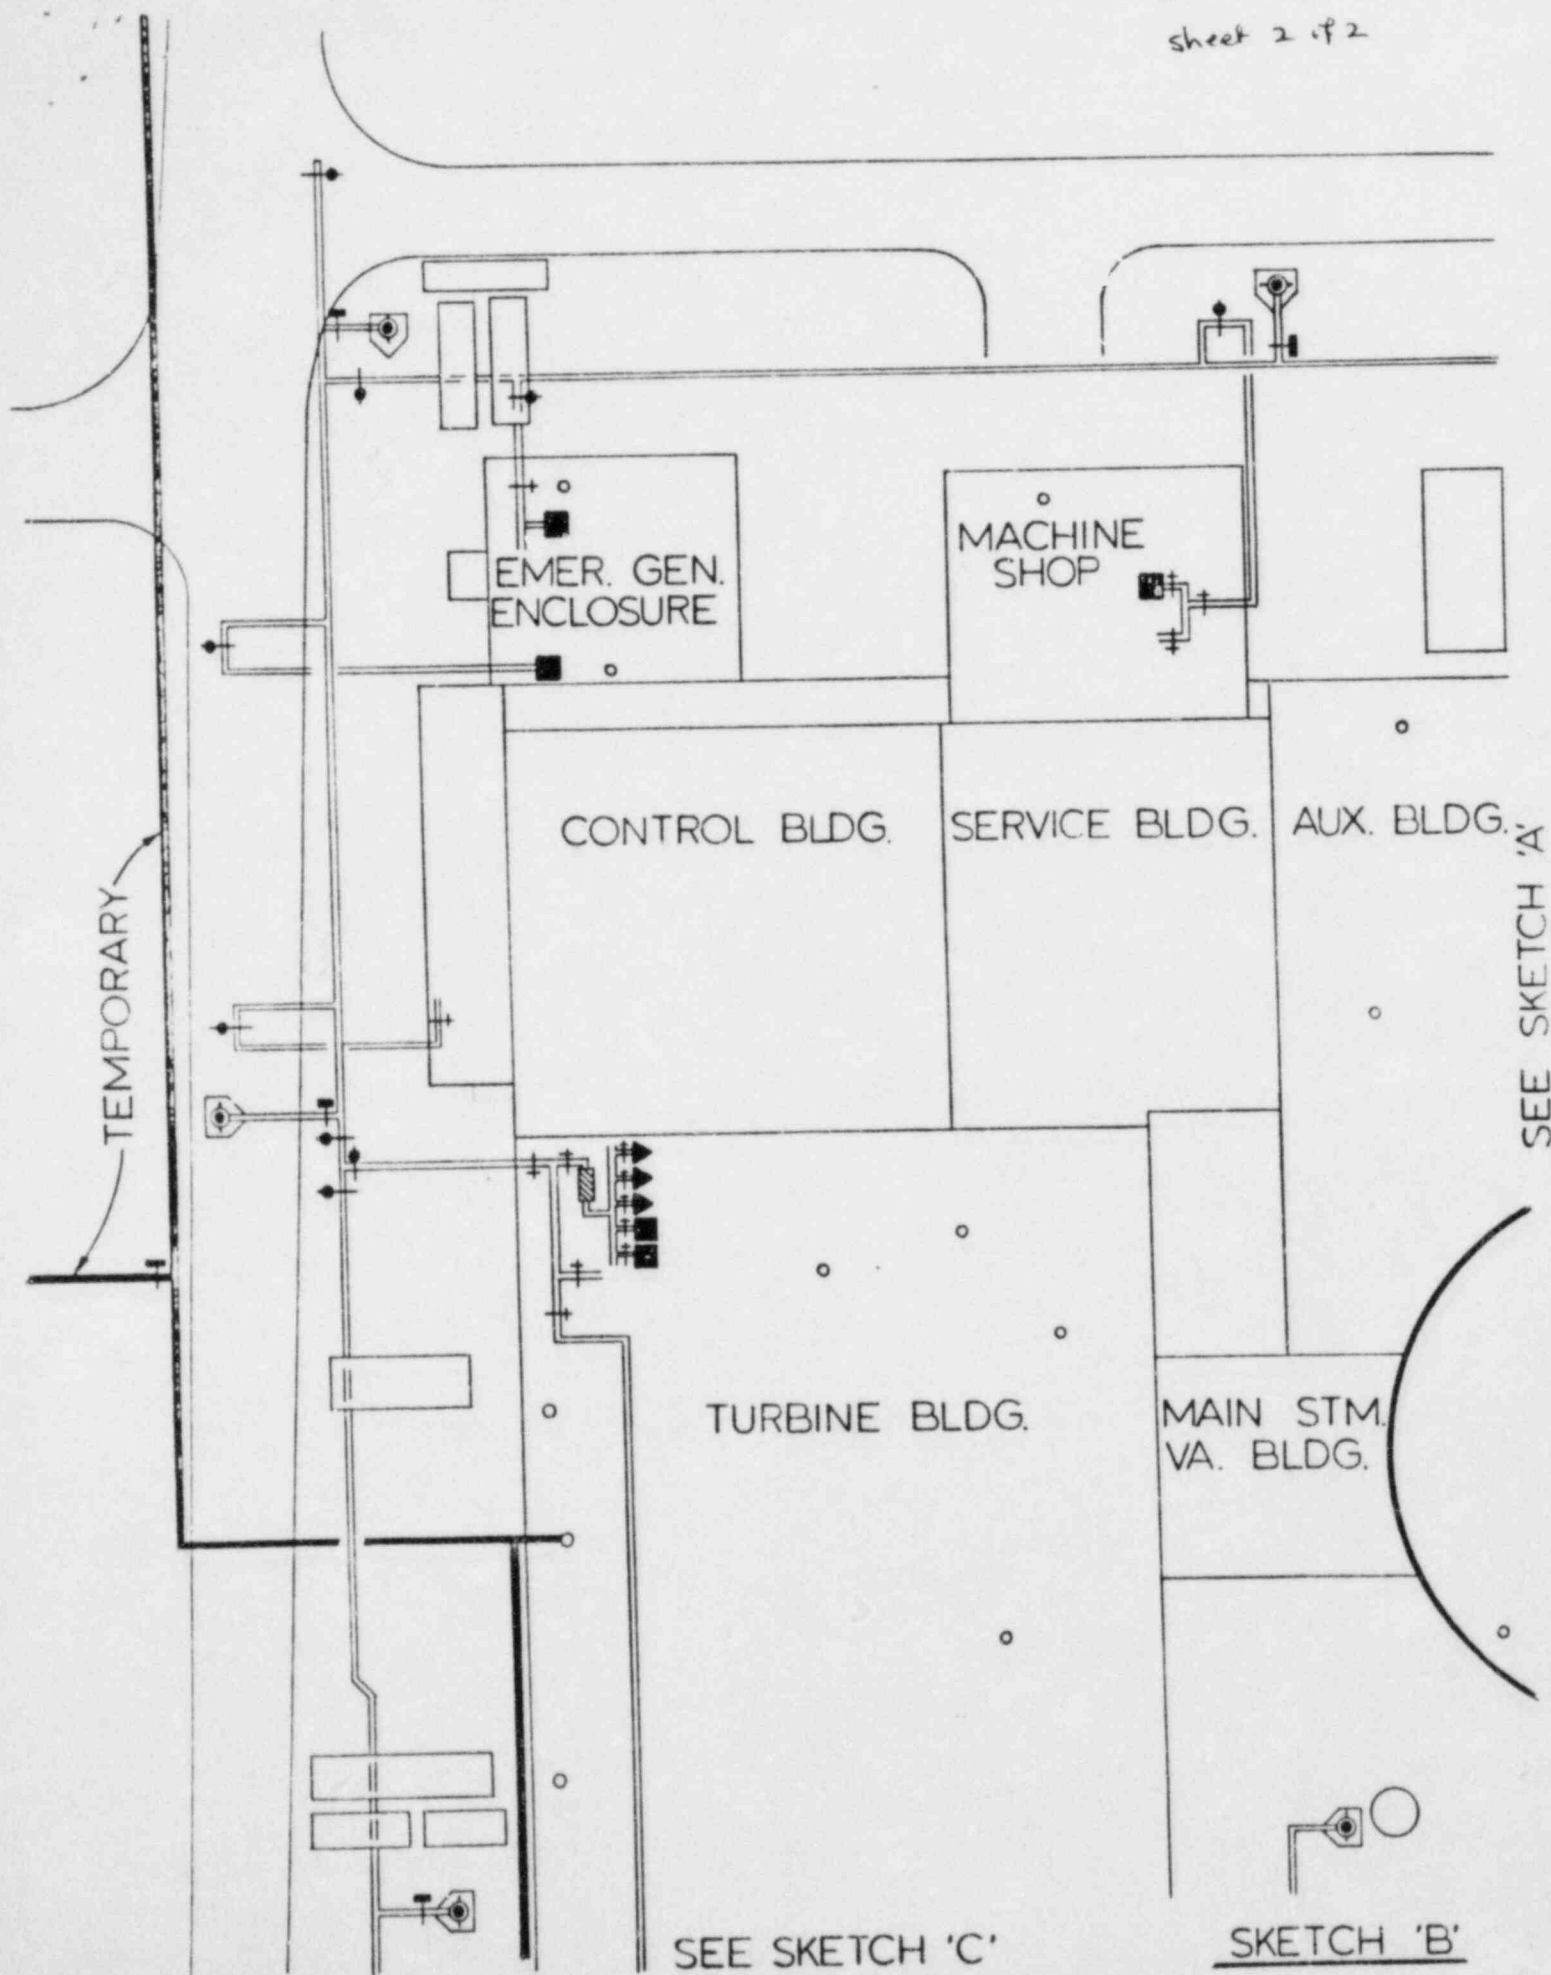 sheet 2 of 2
MACHINE
SHOP
EMER. GEN.
ENCLOSURE
CONTROL BLDG.
SERVICE BLDG.
AUX. BLDG.
SEE SKETCH 'A'
TEMPORARY
TURBINE BLDG.
MAIN STM.
VA. BLDG.
SEE SKETCH 'C'
SKETCH 'B'